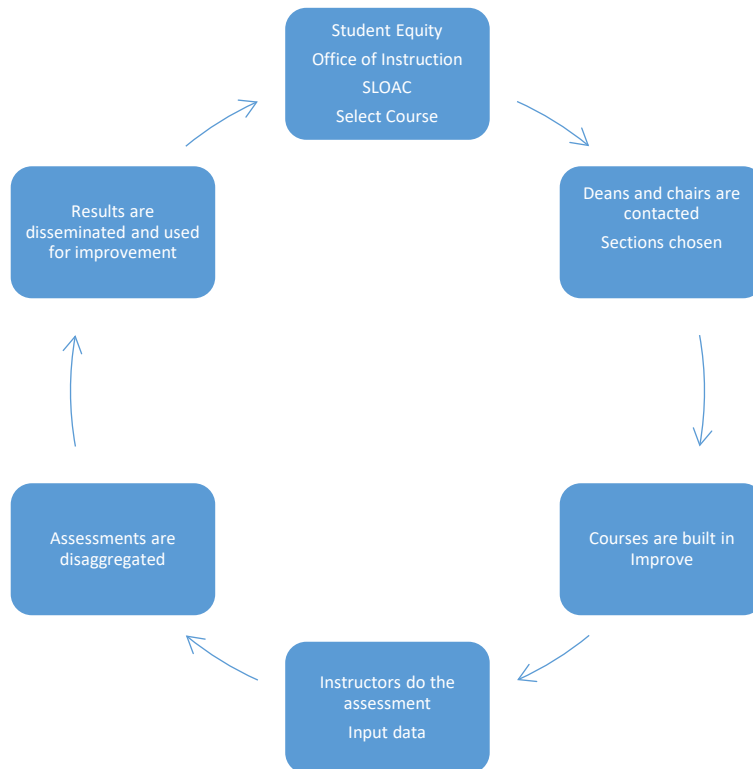 Student Equity
Office of Instruction
SLOAC
Select Course
Deans and chairs are
contacted
Sections chosen
Courses are built in
Improve
Instructors do the
assessment
Input data
Assessments are
disaggregated
Results are
disseminated and used
for improvement